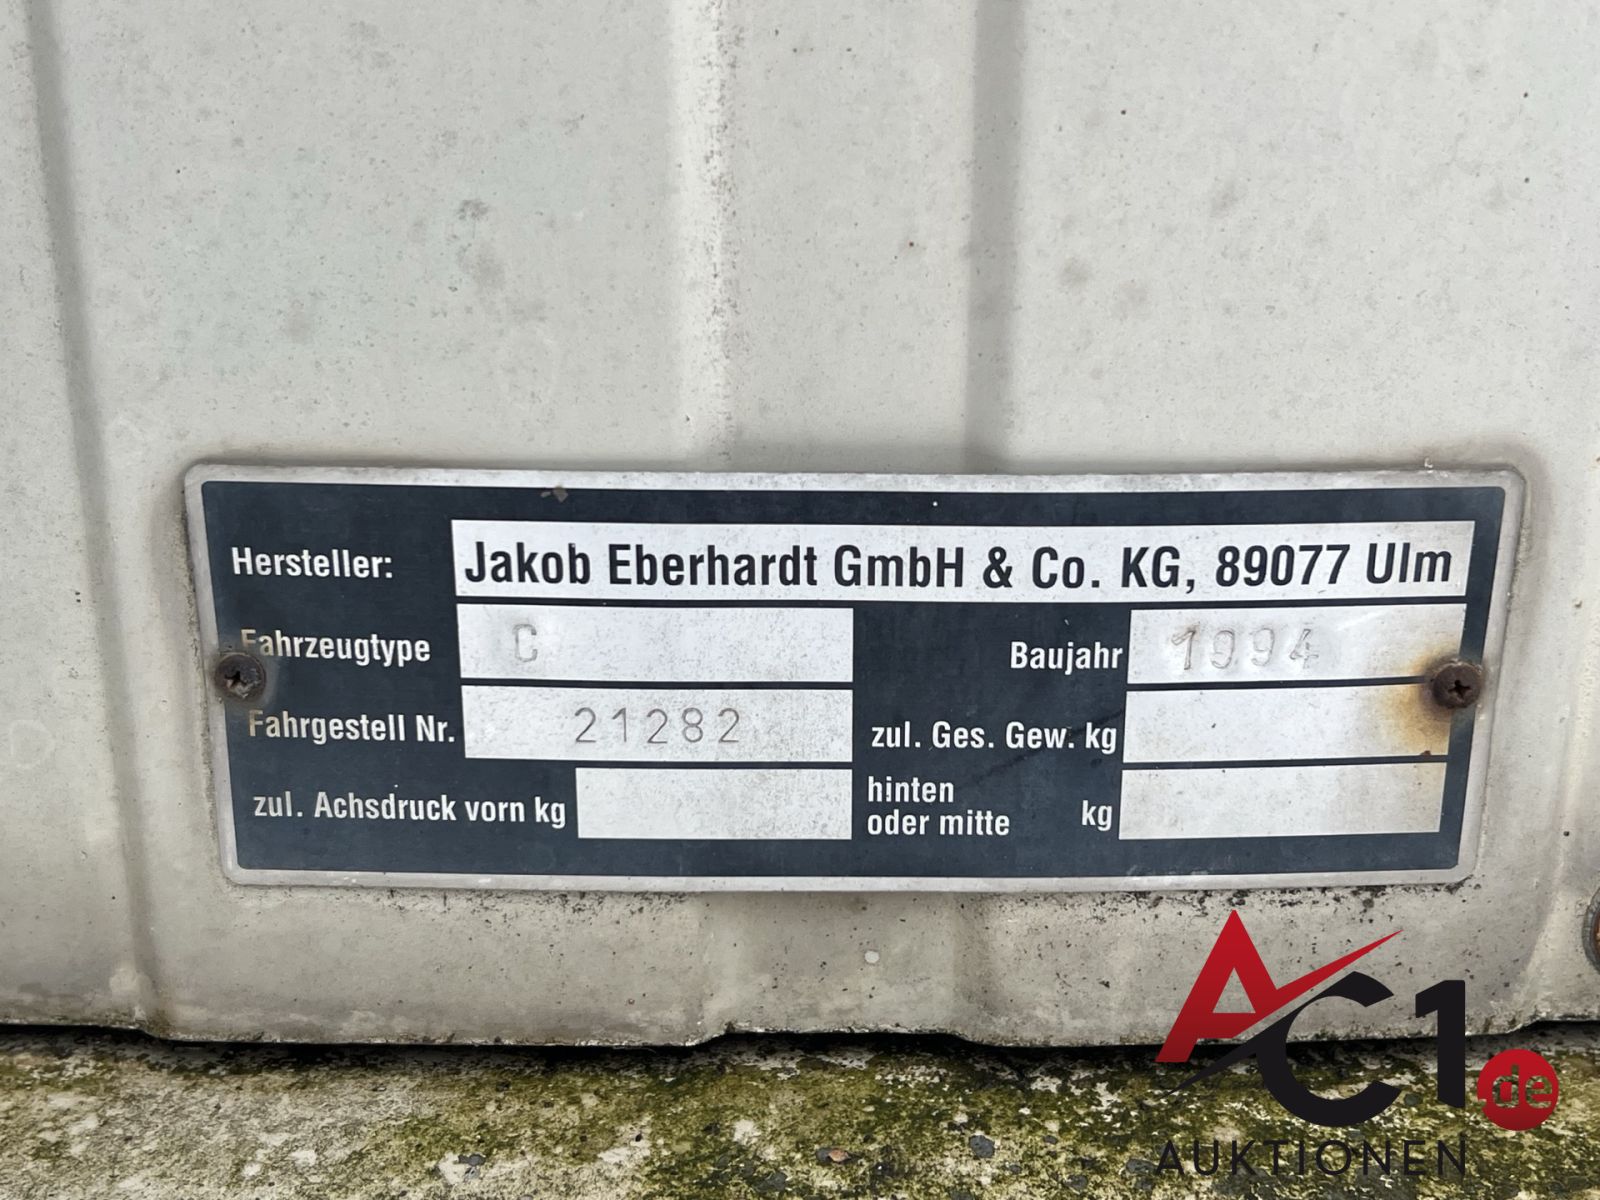 Hersteller: Jakob Eberhardt GmbH & Co. KG, 89077 Ulm
Fahrzeugtype C Baujahr 1994
Fahrgestell Nr. 21282 zul. Ges. Gew. kg
zul. Achsdruck vorn kg hinten
oder mitte kg
AC1.de
AUKTIONEN